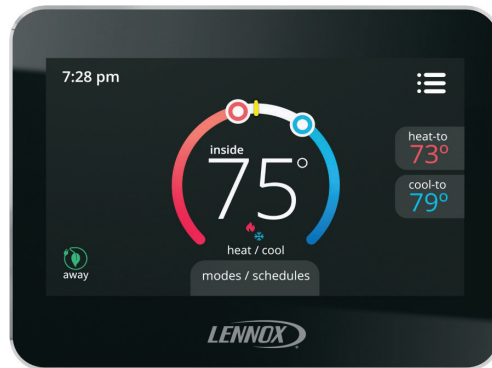 7:28 pm
heat-to
73°
inside
75°
cool-to
79°
heat / cool
away
modes / schedules
LENNOX